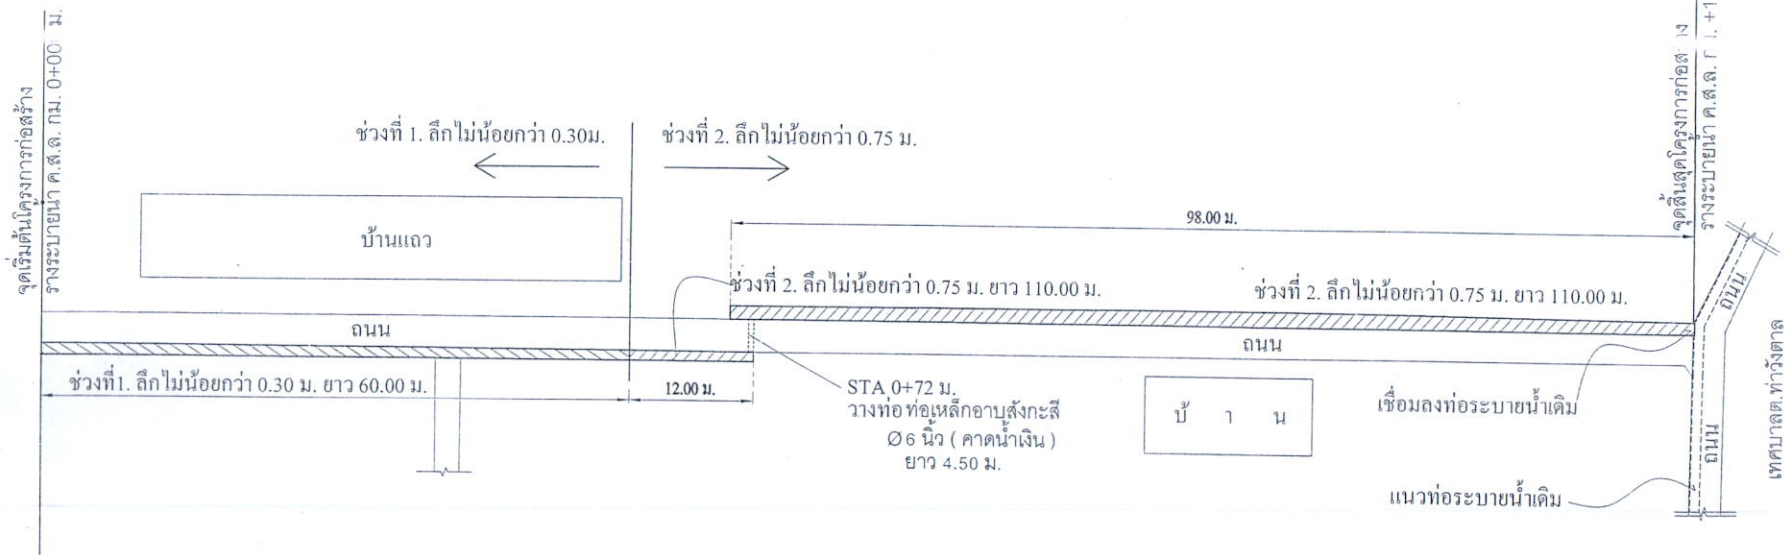 จุดเริ่มต้นโครงการก่อสร้าง
รางระบายน้ำ ค.ส.ล. กม. 0+00 ม.
ช่วงที่ 1. ลึกไม่น้อยกว่า 0.30ม.
ช่วงที่ 2. ลึกไม่น้อยกว่า 0.75 ม.
บ้านแถว
98.00 ม.
จุดสิ้นสุดโครงการก่อสร้าง
รางระบายน้ำ ค.ส.ล.
ช่วงที่ 2. ลึกไม่น้อยกว่า 0.75 ม. ยาว 110.00 ม.
ช่วงที่ 2. ลึกไม่น้อยกว่า 0.75 ม. ยาว 110.00 ม.
ถนน
ถนน
ถนน
ช่วงที่1. ลึกไม่น้อยกว่า 0.30 ม. ยาว 60.00 ม.
12.00 ม.
STA 0+72 ม.
วางท่อ ท่อเหล็กอาบสังกะสี
Ø 6 นิ้ว ( คาดน้ำเงิน )
ยาว 4.50 ม.
บ้ า น
เชื่อมลงท่อระบายน้ำเดิม
ถนน
แนวท่อระบายน้ำเดิม
เทศบาลต.ท่าวังตาล